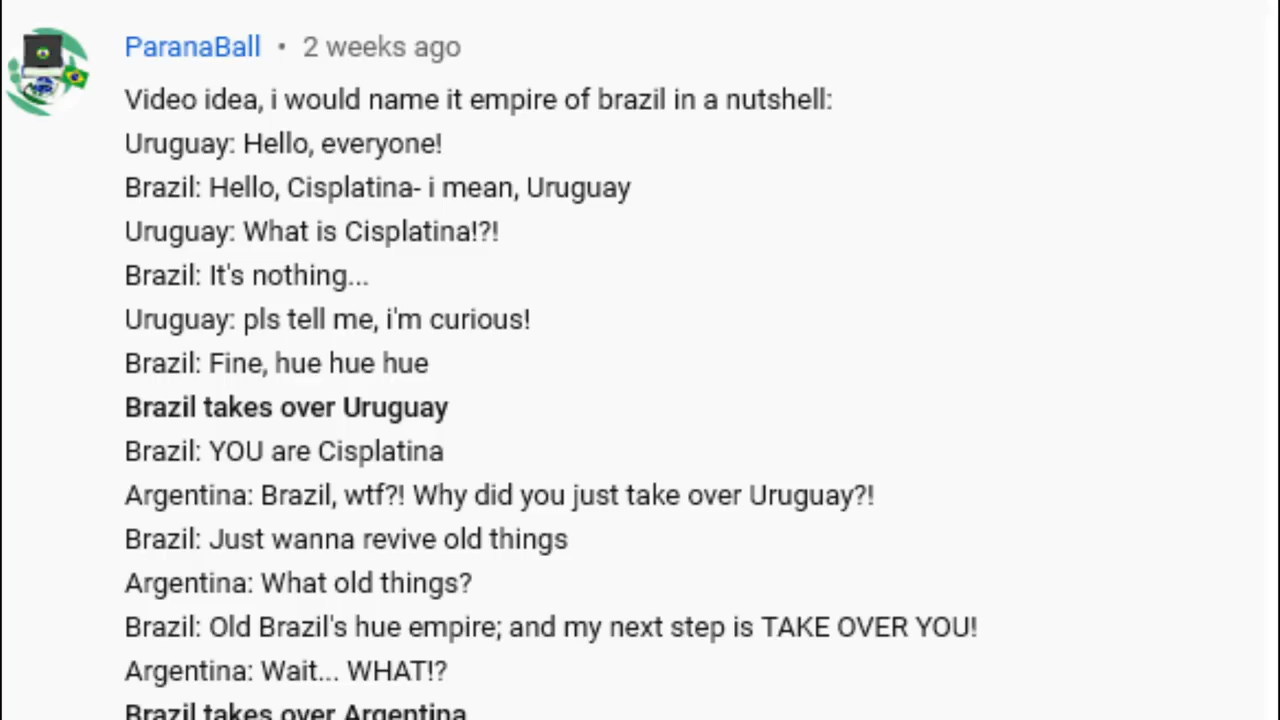 ParanaBall • 2 weeks ago
Video idea, i would name it empire of brazil in a nutshell:
Uruguay: Hello, everyone!
Brazil: Hello, Cisplatina- i mean, Uruguay
Uruguay: What is Cisplatina!?!
Brazil: It's nothing...
Uruguay: pls tell me, i'm curious!
Brazil: Fine, hue hue hue
Brazil takes over Uruguay
Brazil: YOU are Cisplatina
Argentina: Brazil, wtf?! Why did you just take over Uruguay?!
Brazil: Just wanna revive old things
Argentina: What old things?
Brazil: Old Brazil's hue empire; and my next step is TAKE OVER YOU!
Argentina: Wait... WHAT!?
Brazil takes over Argentina